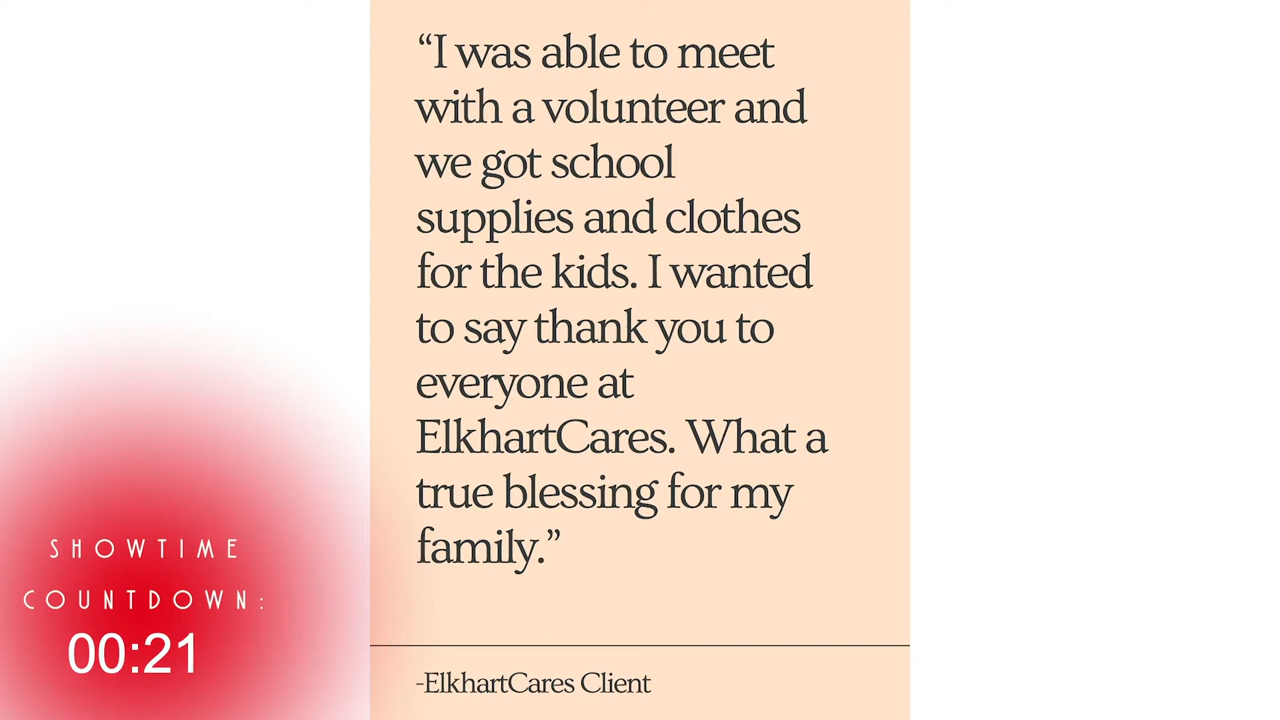 “I was able to meet
with a volunteer and
we got school
supplies and clothes
for the kids. I wanted
to say thank you to
everyone at
ElkhartCares. What a
true blessing for my
family.”
-ElkhartCares Client
SHOWTIME
COUNTDOWN:
00:21